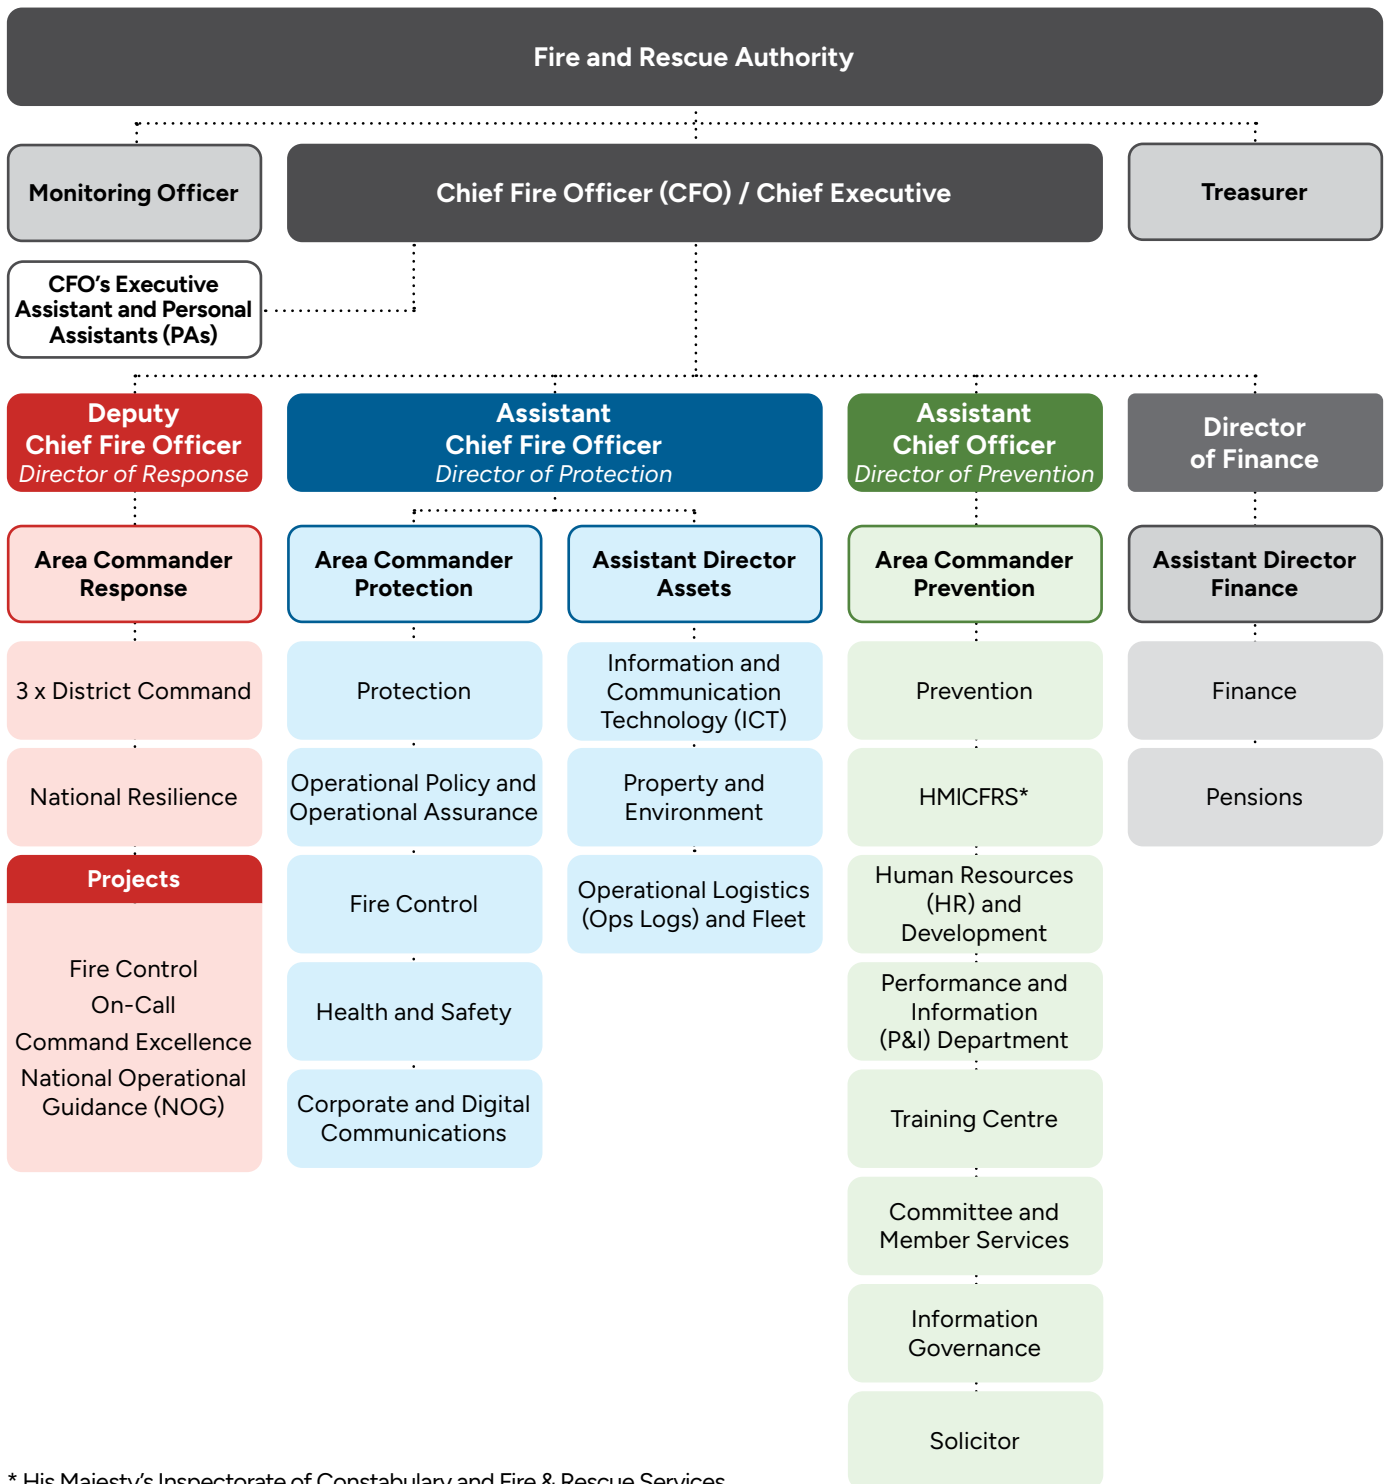 Fire and Rescue Authority
Monitoring Officer
Chief Fire Officer (CFO) / Chief Executive
Treasurer
CFO’s Executive
Assistant and Personal
Assistants (PAs)
Deputy
Chief Fire Officer
Director of Response
Assistant
Chief Fire Officer
Director of Protection
Assistant
Chief Officer
Director of Prevention
Director
of Finance
Area Commander
Response
3 x District Command
National Resilience
Projects
Fire Control
On-Call
Command Excellence
National Operational
Guidance (NOG)
Area Commander
Protection
Protection
Operational Policy and
Operational Assurance
Fire Control
Health and Safety
Corporate and Digital
Communications
Assistant Director
Assets
Information and
Communication
Technology (ICT)
Property and
Environment
Operational Logistics
(Ops Logs) and Fleet
Area Commander
Prevention
Prevention
HMICFRS*
Human Resources
(HR) and
Development
Performance and
Information
(P&I) Department
Training Centre
Committee and
Member Services
Information
Governance
Solicitor
Assistant Director
Finance
Finance
Pensions
* His Majesty’s Inspectorate of Constabulary and Fire & Rescue Services